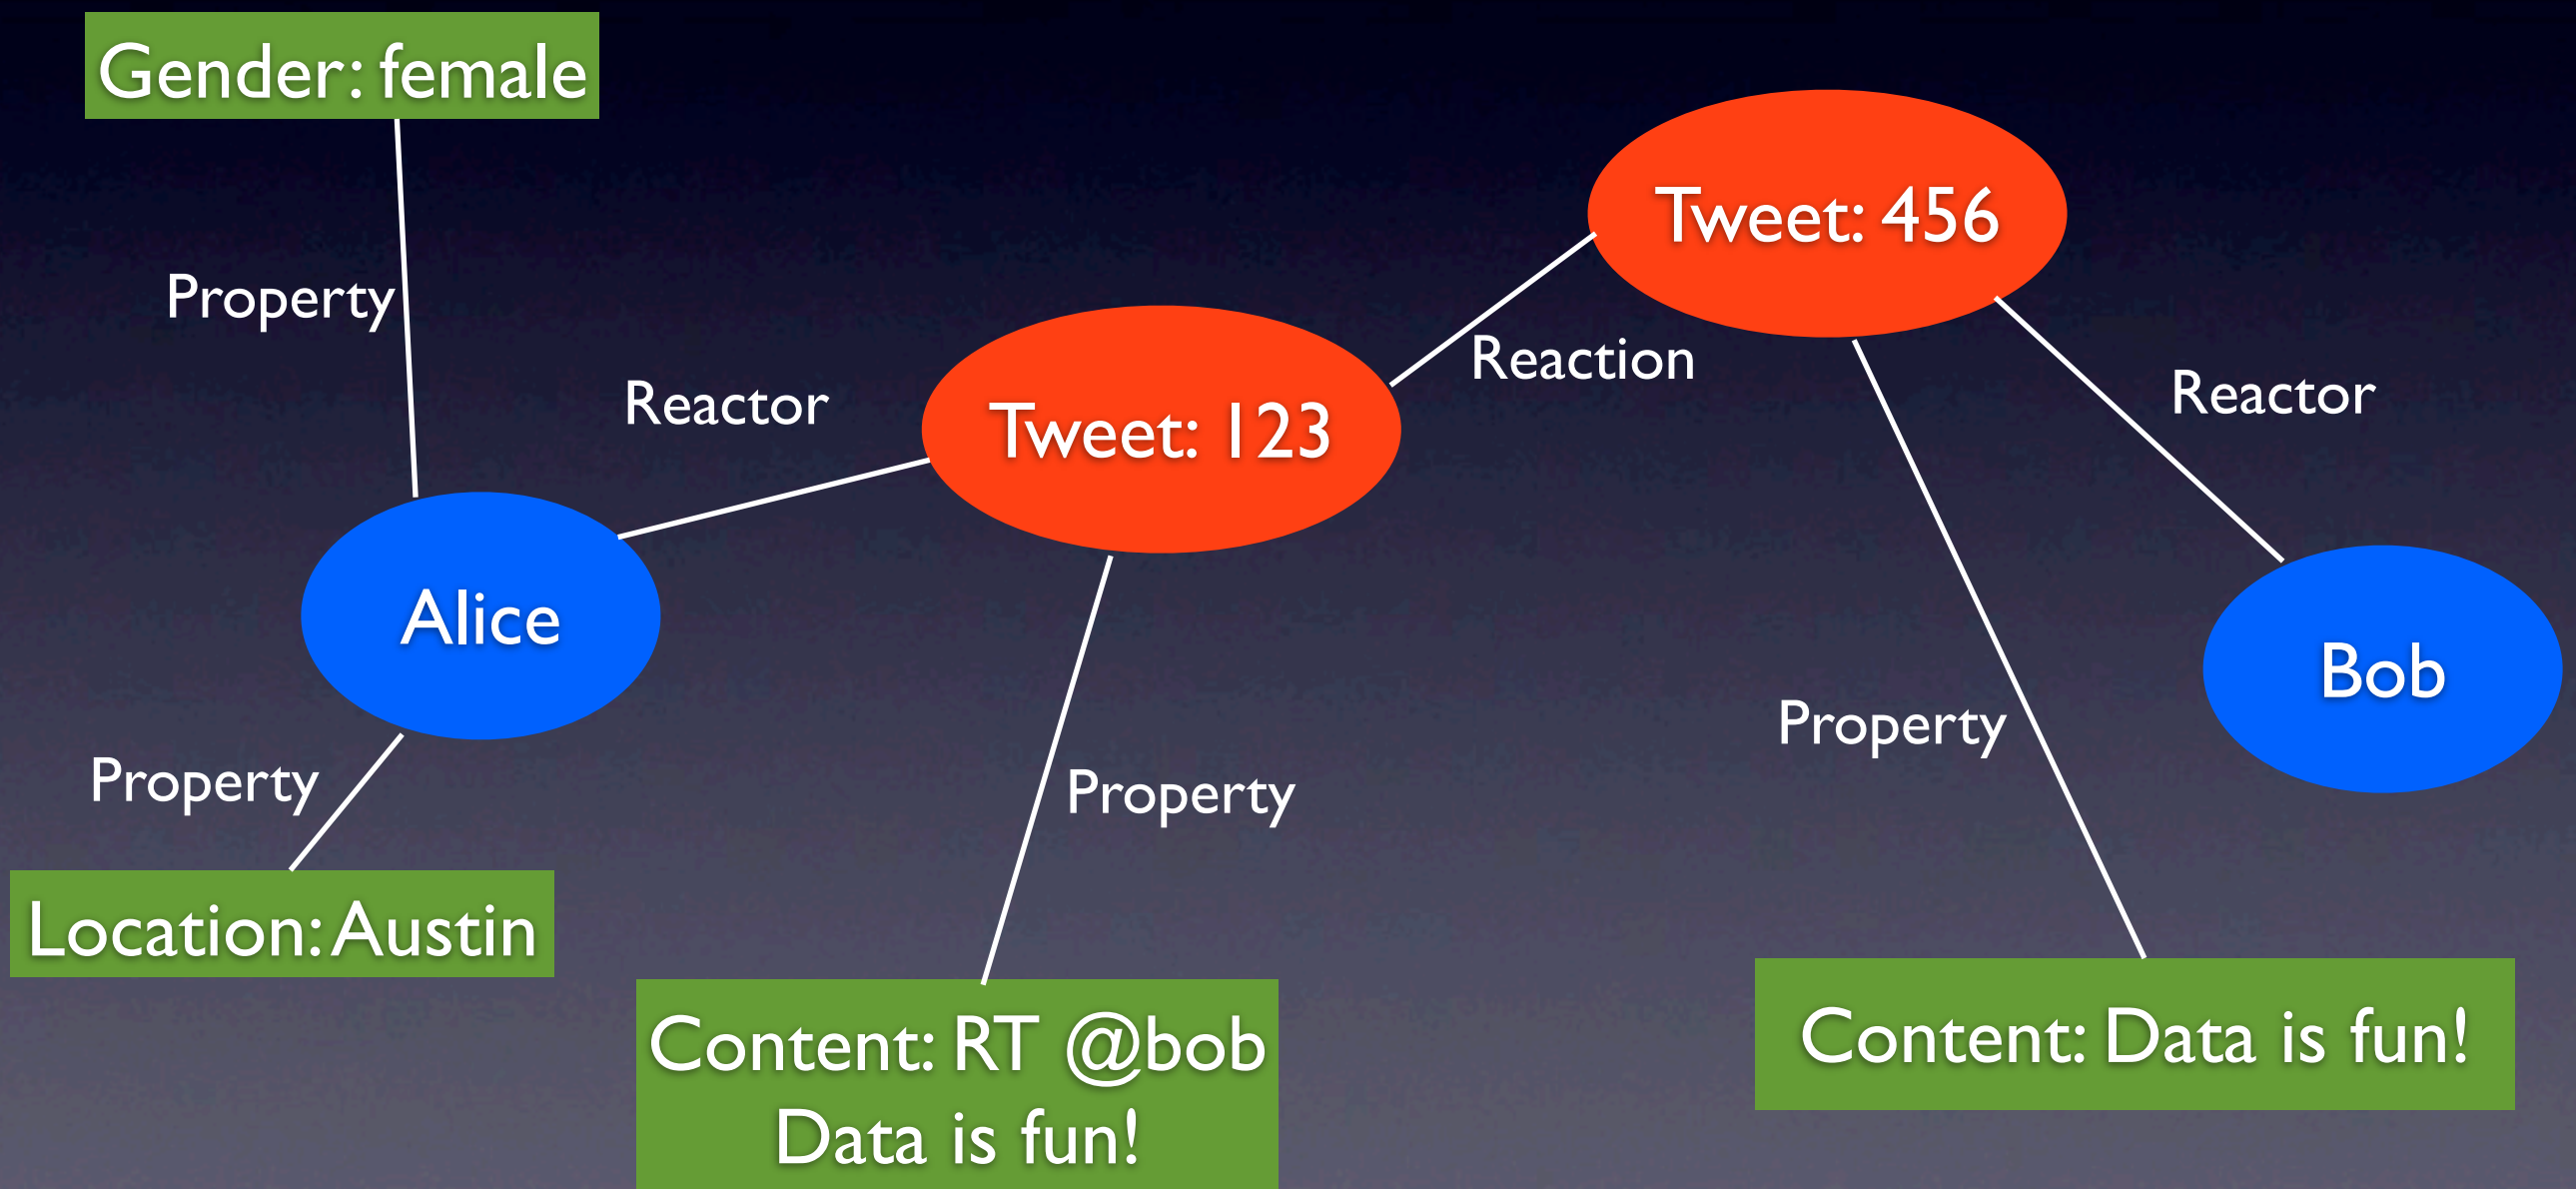 Gender: female
Tweet: 456
Property
Reaction
Reactor
Reactor
Tweet: 123
Alice
Bob
Property
Property
Property
Location: Austin
Content: RT @bob
Data is fun!
Content: Data is fun!